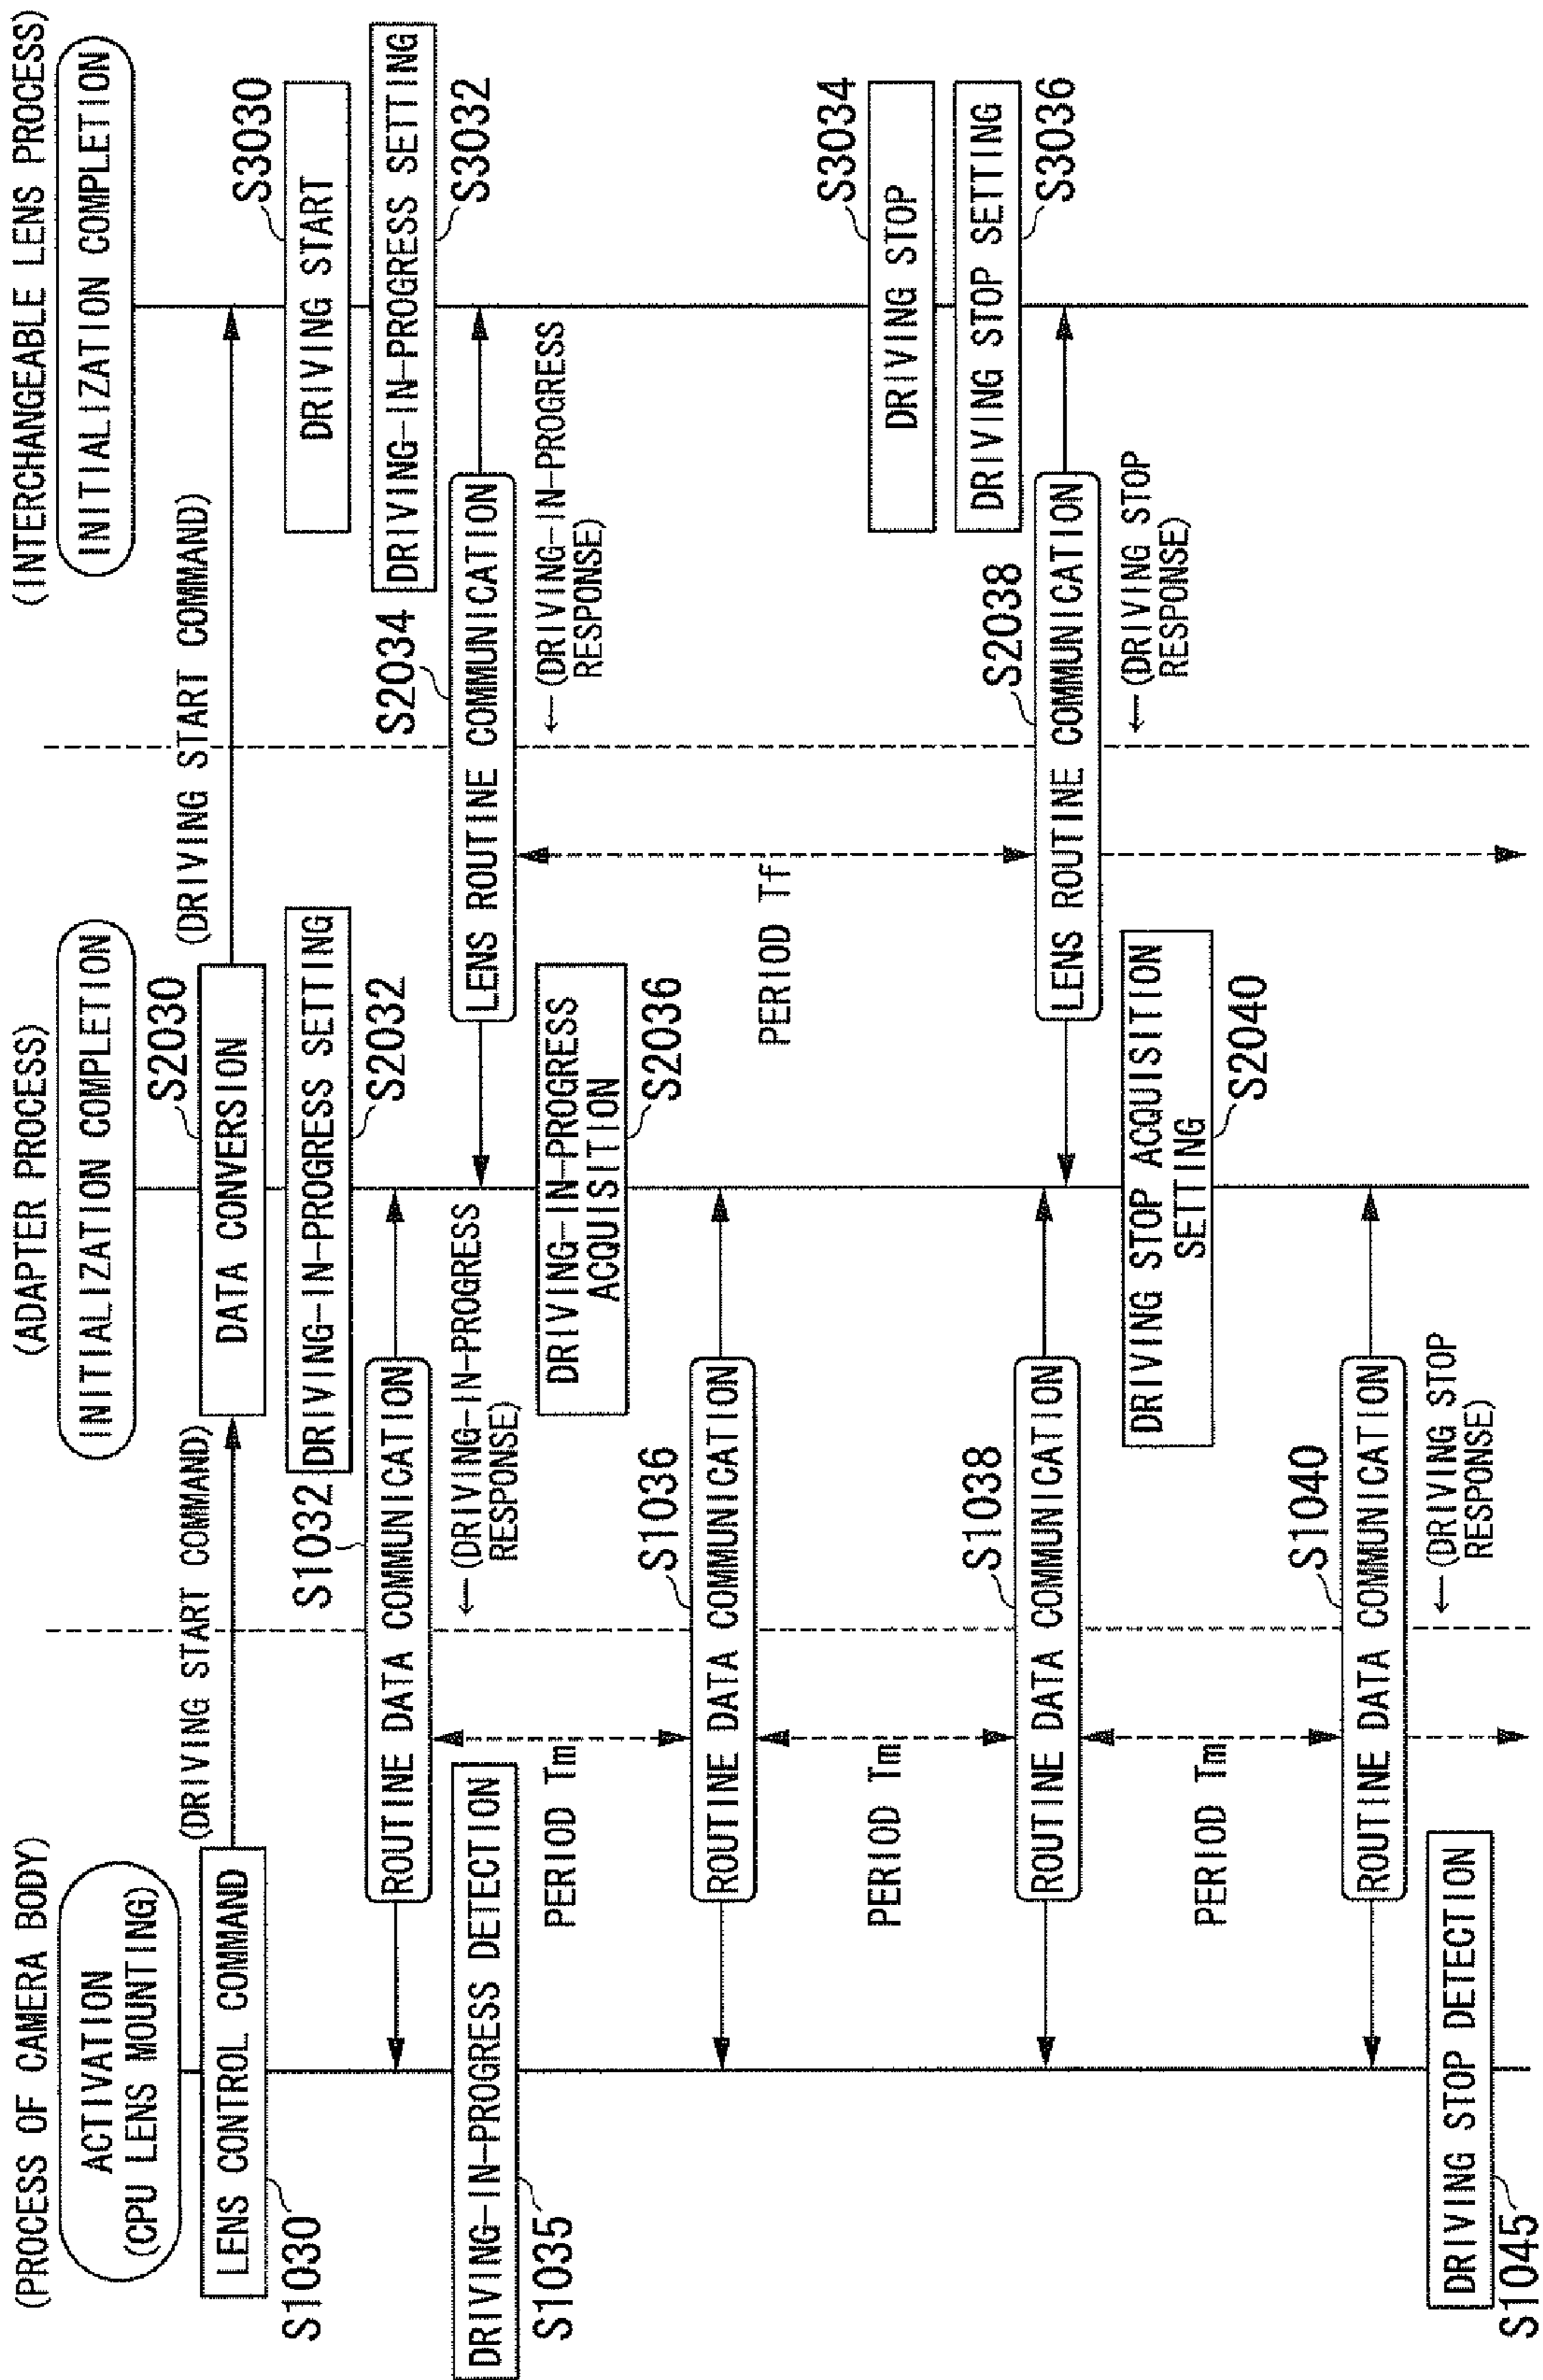 (PROCESS OF CAMERA BODY)
(ADAPTER PROCESS)
(INTERCHANGEABLE LENS PROCESS)
ACTIVATION
(CPU LENS MOUNTING)
INITIALIZATION COMPLETION
INITIALIZATION COMPLETION
LENS CONTROL COMMAND
S1030
(DRIVING START COMMAND)
S2030
DATA CONVERSION
(DRIVING START COMMAND)
S3030
DRIVING START
DRIVING-IN-PROGRESS SETTING
S2032
DRIVING-IN-PROGRESS SETTING
S3032
S1032
ROUTINE DATA COMMUNICATION
←(DRIVING-IN-PROGRESS
RESPONSE)
S2034
LENS ROUTINE COMMUNICATION
←(DRIVING-IN-PROGRESS
RESPONSE)
DRIVING-IN-PROGRESS DETECTION
S1035
DRIVING-IN-PROGRESS
ACQUISITION
S2036
PERIOD Tm
S1036
ROUTINE DATA COMMUNICATION
PERIOD Tf
PERIOD Tm
S3034
DRIVING STOP
DRIVING STOP SETTING
S3036
S1038
ROUTINE DATA COMMUNICATION
S2038
LENS ROUTINE COMMUNICATION
←(DRIVING STOP
RESPONSE)
DRIVING STOP ACQUISITION
SETTING
S2040
PERIOD Tm
S1040
ROUTINE DATA COMMUNICATION
←(DRIVING STOP
RESPONSE)
DRIVING STOP DETECTION
S1045